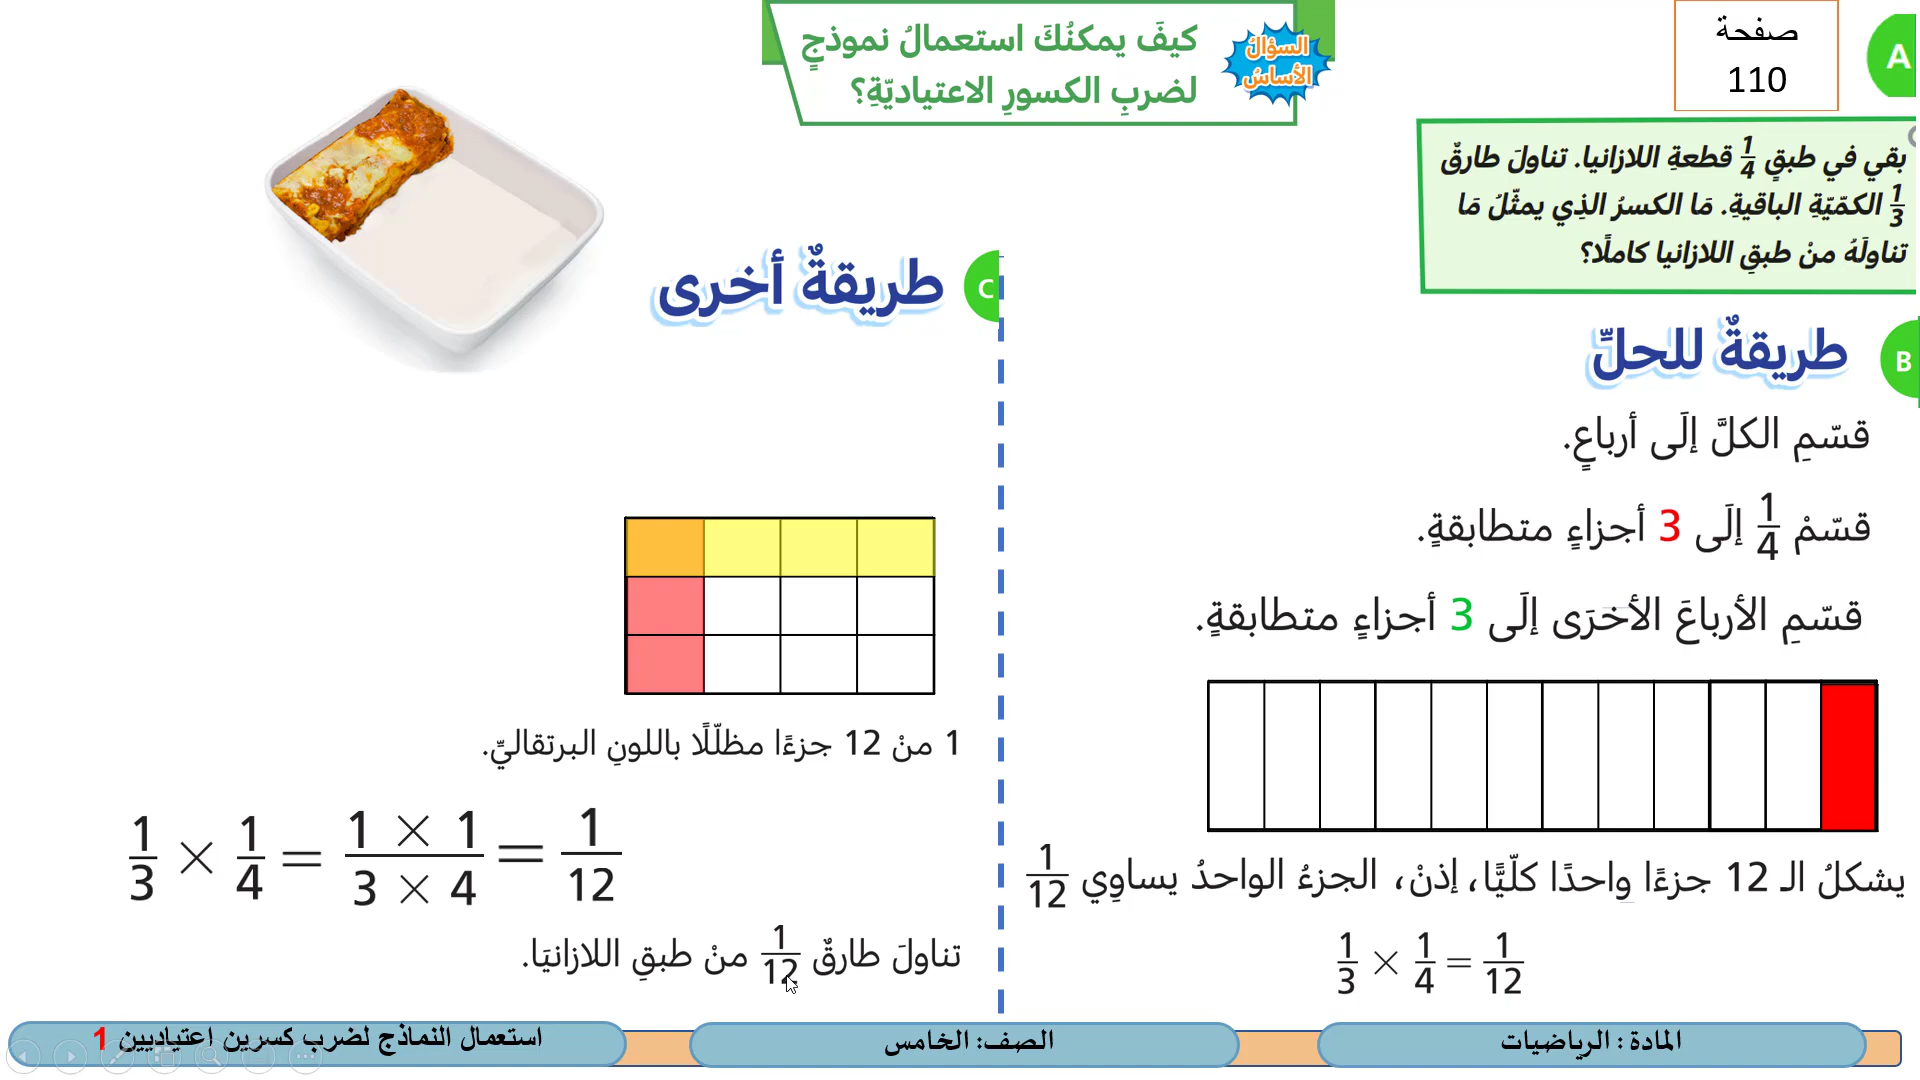 صفحة
110
A
السؤالُ
الأساسُ
كيفَ يمكنُكَ استعمالُ نموذجٍ
لضربِ الكسورِ الاعتياديّةِ؟
بقي في طبقٍ 1/4 قطعةِ اللازانيا. تناولَ طارقٌ
1/3 الكمّيّةِ الباقيةِ. مَا الكسرُ الذِي يمثّلُ مَا
تناولَهُ منْ طبقِ اللازانيا كاملًا؟
B
طريقةٌ للحلِّ
قسّمِ الكلَّ إلَى أرباعٍ.
قسّمْ 1/4 إلَى 3 أجزاءٍ متطابقةٍ.
قسّمِ الأرباعَ الأخرَى إلَى 3 أجزاءٍ متطابقةٍ.
يشكلُ الـ 12 جزءًا واحدًا كلّيًّا، إذنْ، الجزءُ الواحدُ يساوِي 1/12
1/3 × 1/4 = 1/12
C
طريقةٌ أخرى
1 منْ 12 جزءًا مظلّلًا باللونِ البرتقاليِّ.
1/3 × 1/4 = (1 × 1)/(3 × 4) = 1/12
تناولَ طارقٌ 1/12 منْ طبقِ اللازانيَا.
المادة : الرياضيات
الصف: الخامس
استعمال النماذج لضرب كسرين اعتياديين 1